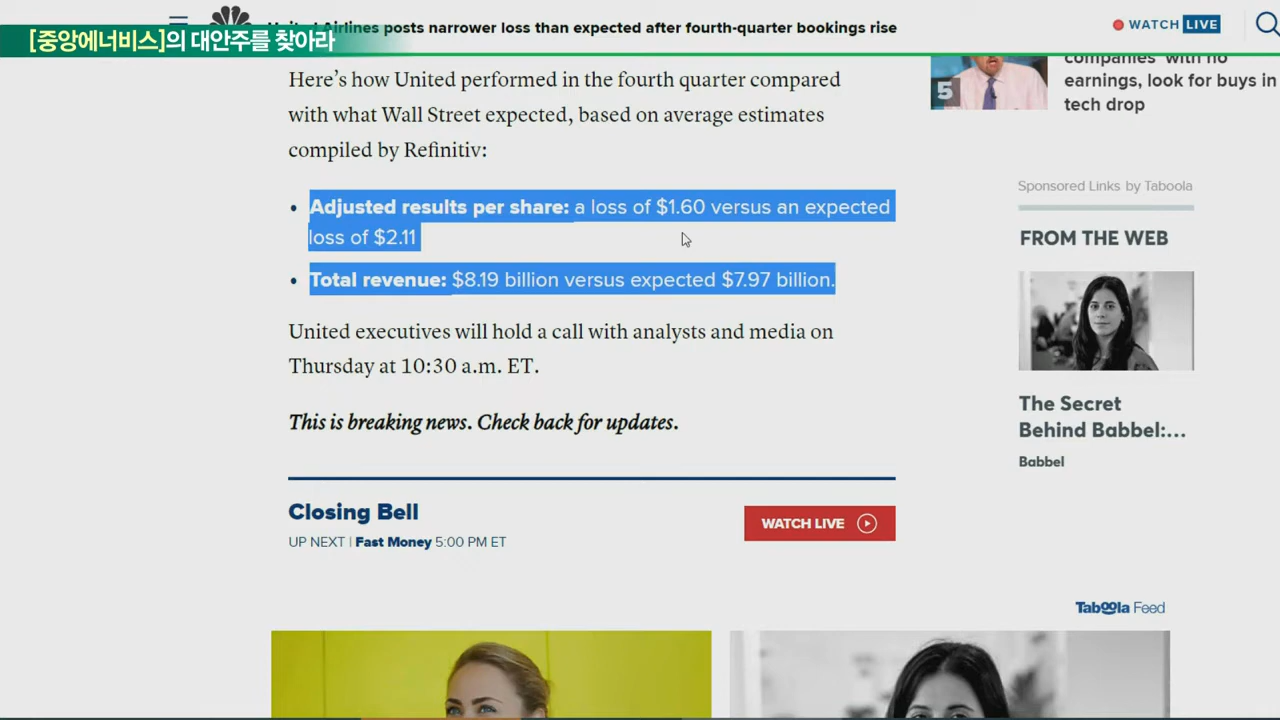 United Airlines posts narrower loss than expected after fourth-quarter bookings rise
WATCH LIVE
[중앙에너비스]의 대안주를 찾아라
Here's how United performed in the fourth quarter compared
with what Wall Street expected, based on average estimates
compiled by Refinitiv:
• Adjusted results per share: a loss of $1.60 versus an expected
loss of $2.11
• Total revenue: $8.19 billion versus expected $7.97 billion.
United executives will hold a call with analysts and media on
Thursday at 10:30 a.m. ET.
This is breaking news. Check back for updates.
Closing Bell
UP NEXT | Fast Money 5:00 PM ET
WATCH LIVE
5
companies with no
earnings, look for buys in
tech drop
Sponsored Links by Taboola
FROM THE WEB
The Secret
Behind Babbel:...
Babbel
Taboola Feed